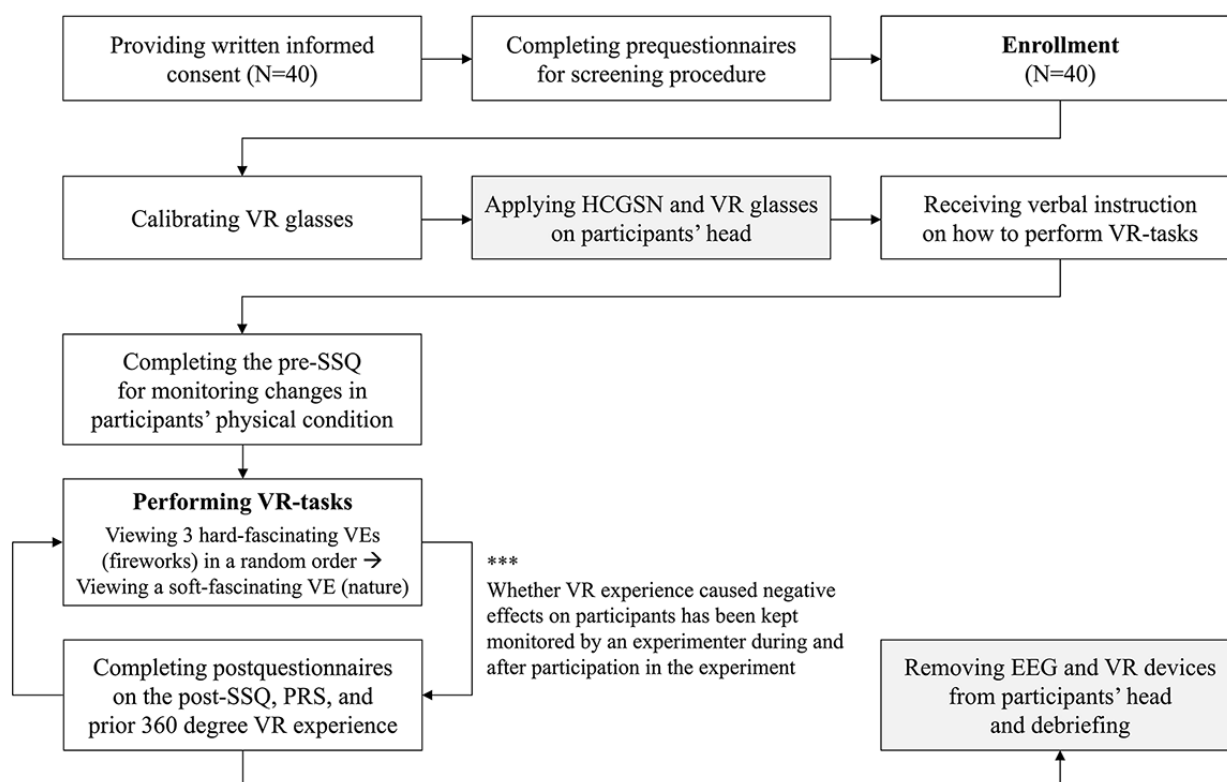 Providing written informed
consent (N=40)
Completing prequestionnaires
for screening procedure
Enrollment
(N=40)
Calibrating VR glasses
Applying HCGSN and VR glasses
on participants’ head
Receiving verbal instruction
on how to perform VR-tasks
Completing the pre-SSQ
for monitoring changes in
participants’ physical condition
Performing VR-tasks
Viewing 3 hard-fascinating VEs
(fireworks) in a random order →
Viewing a soft-fascinating VE (nature)
***
Whether VR experience caused negative
effects on participants has been kept
monitored by an experimenter during and
after participation in the experiment
Completing postquestionnaires
on the post-SSQ, PRS, and
prior 360 degree VR experience
Removing EEG and VR devices
from participants’ head
and debriefing